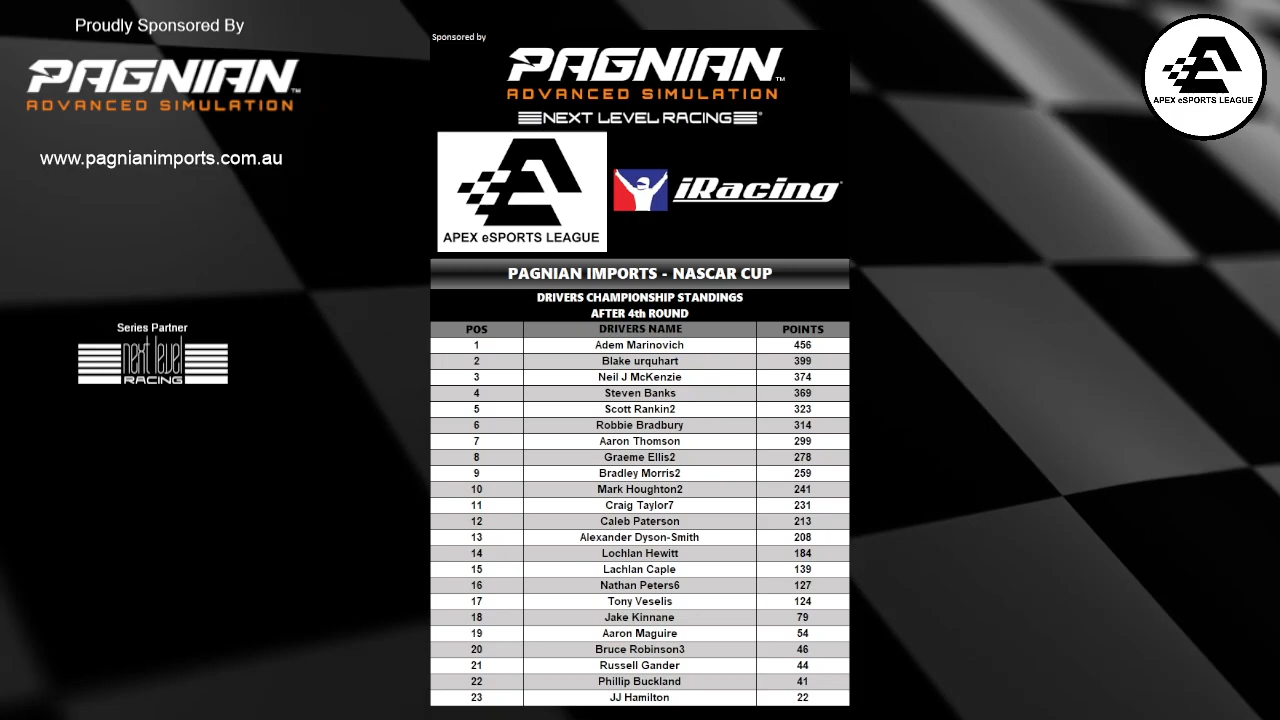 Proudly Sponsored By
PAGNIAN™
ADVANCED SIMULATION
www.pagnianimports.com.au
Series Partner
next level
RACING
Sponsored by
PAGNIAN™
ADVANCED SIMULATION
NEXT LEVEL RACING®
APEX eSPORTS LEAGUE
iRacing®
APEX eSPORTS LEAGUE
PAGNIAN IMPORTS - NASCAR CUP
DRIVERS CHAMPIONSHIP STANDINGS
AFTER 4th ROUND
POS DRIVERS NAME POINTS
1 Adem Marinovich 456
2 Blake urquhart 399
3 Neil J McKenzie 374
4 Steven Banks 369
5 Scott Rankin2 323
6 Robbie Bradbury 314
7 Aaron Thomson 299
8 Graeme Ellis2 278
9 Bradley Morris2 259
10 Mark Houghton2 241
11 Craig Taylor7 231
12 Caleb Paterson 213
13 Alexander Dyson-Smith 208
14 Lochlan Hewitt 184
15 Lachlan Caple 139
16 Nathan Peters6 127
17 Tony Veselis 124
18 Jake Kinnane 79
19 Aaron Maguire 54
20 Bruce Robinson3 46
21 Russell Gander 44
22 Phillip Buckland 41
23 JJ Hamilton 22